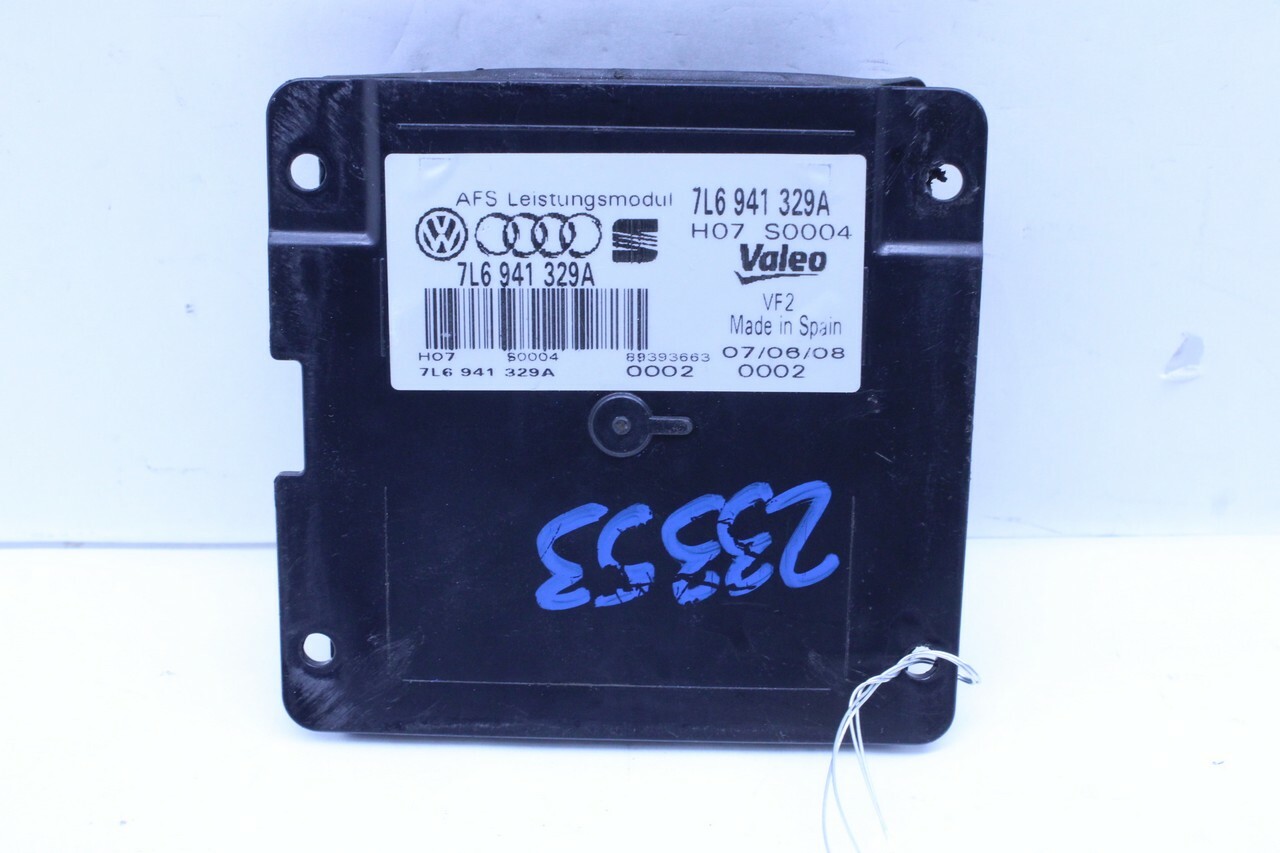 AFS Leistungsmodul
7L6 941 329A
H07 S0004
VW
7L6 941 329A
Valeo
VF2
Made in Spain
H07 S0004 89393663
07/06/08
7L6 941 329A
0002 0002
23553